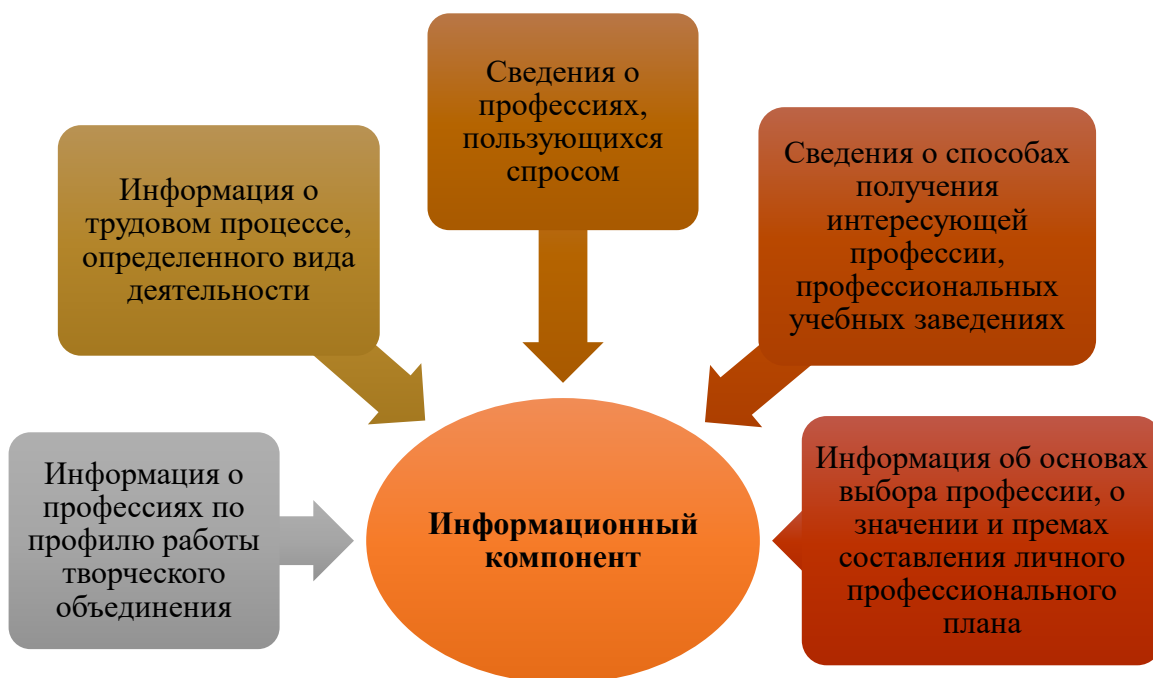 Сведения о
профессиях,
пользующихся
спросом
Информация о
трудовом процессе,
определенного вида
деятельности
Сведения о способах
получения
интересующей
профессии,
профессиональных
учебных заведениях
Информация о
профессиях по
профилю работы
творческого
объединения
Информационный
компонент
Информация об основах
выбора профессии, о
значении и премах
составления личного
профессионального
плана